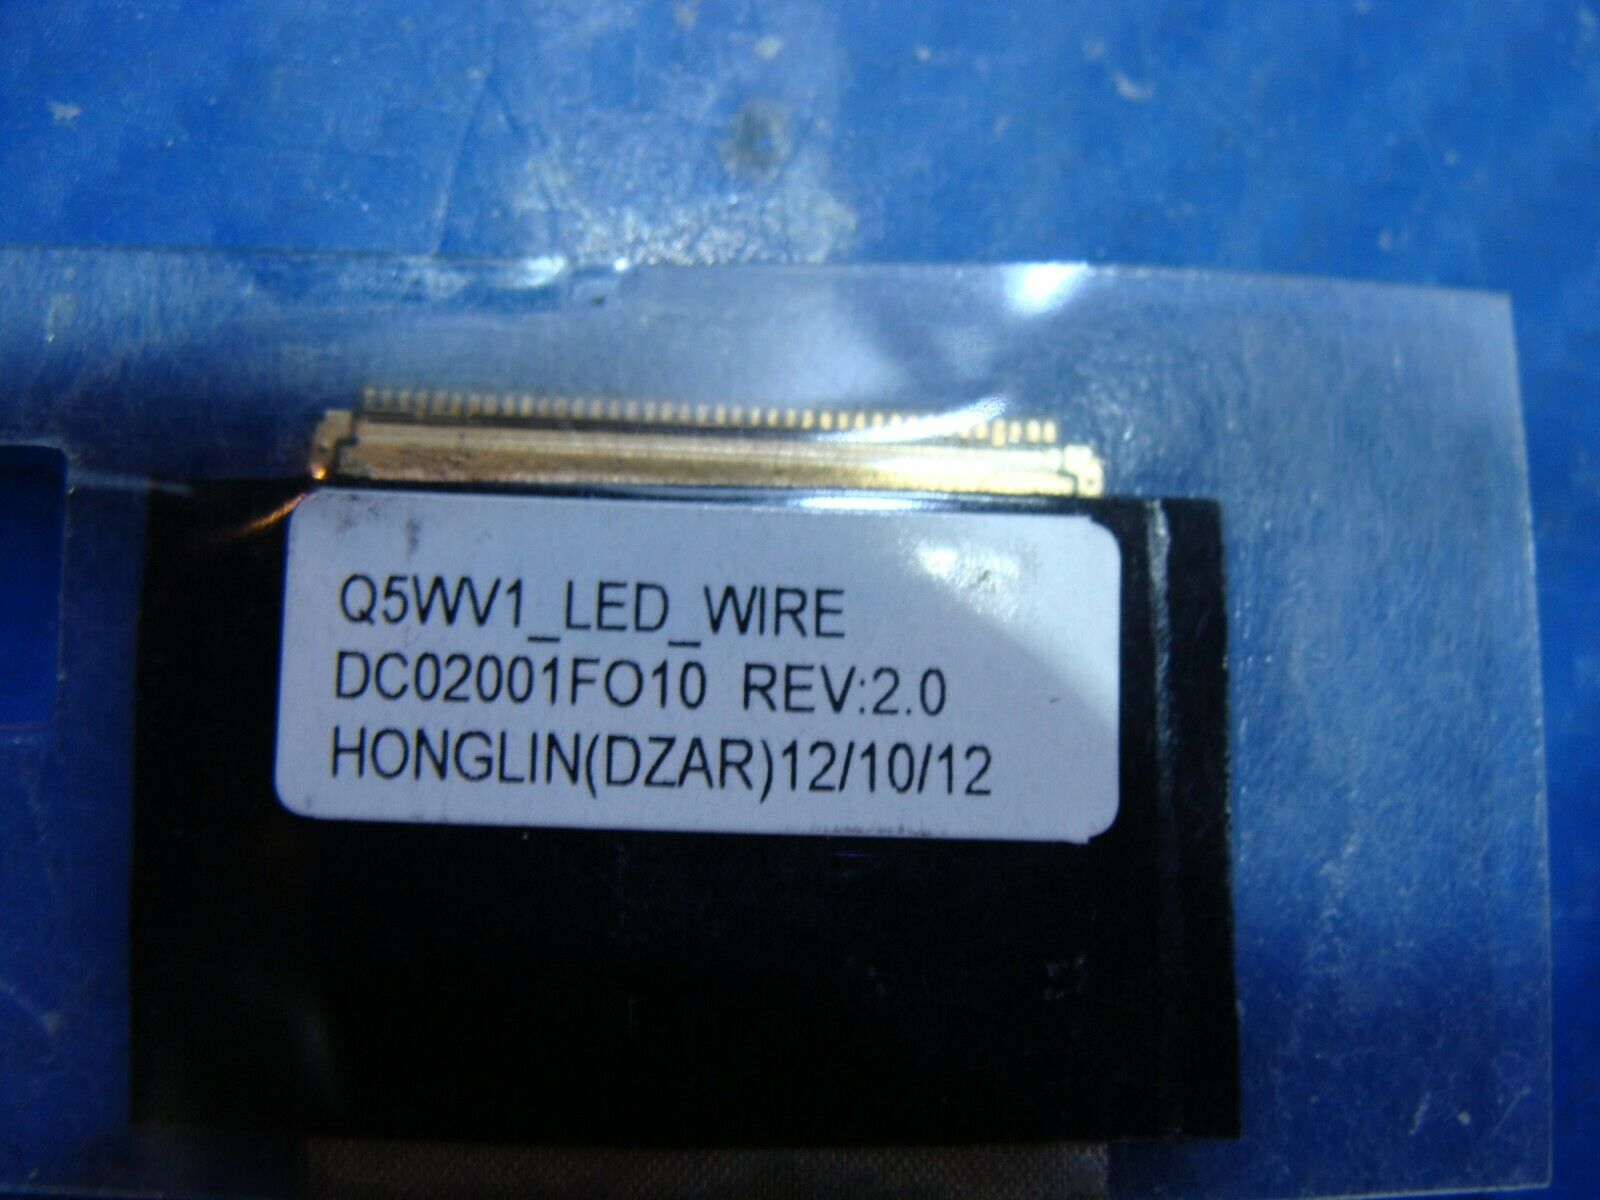 Q5WV1_LED_WIRE
DC02001FO10 REV:2.0
HONGLIN(DZAR)12/10/12